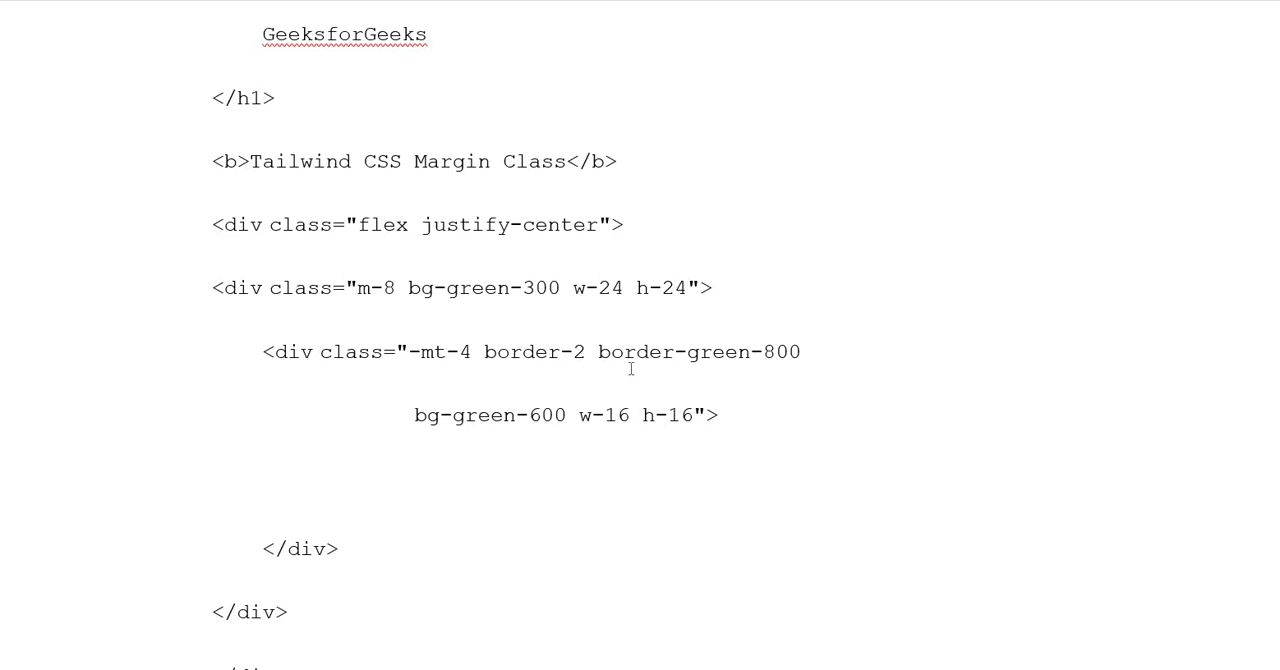 GeeksforGeeks
</h1>
<b>Tailwind CSS Margin Class</b>
<div class="flex justify-center">
<div class="m-8 bg-green-300 w-24 h-24">
<div class="-mt-4 border-2 border-green-800
bg-green-600 w-16 h-16">
</div>
</div>